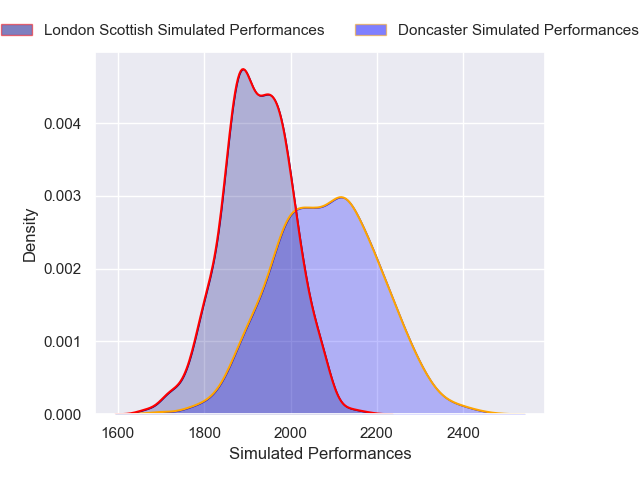 London Scottish Simulated Performances Doncaster Simulated Performances
0.004
0.003
0.002
0.001
0.000
Density
1600 1800 2000 2200 2400
Simulated Performances